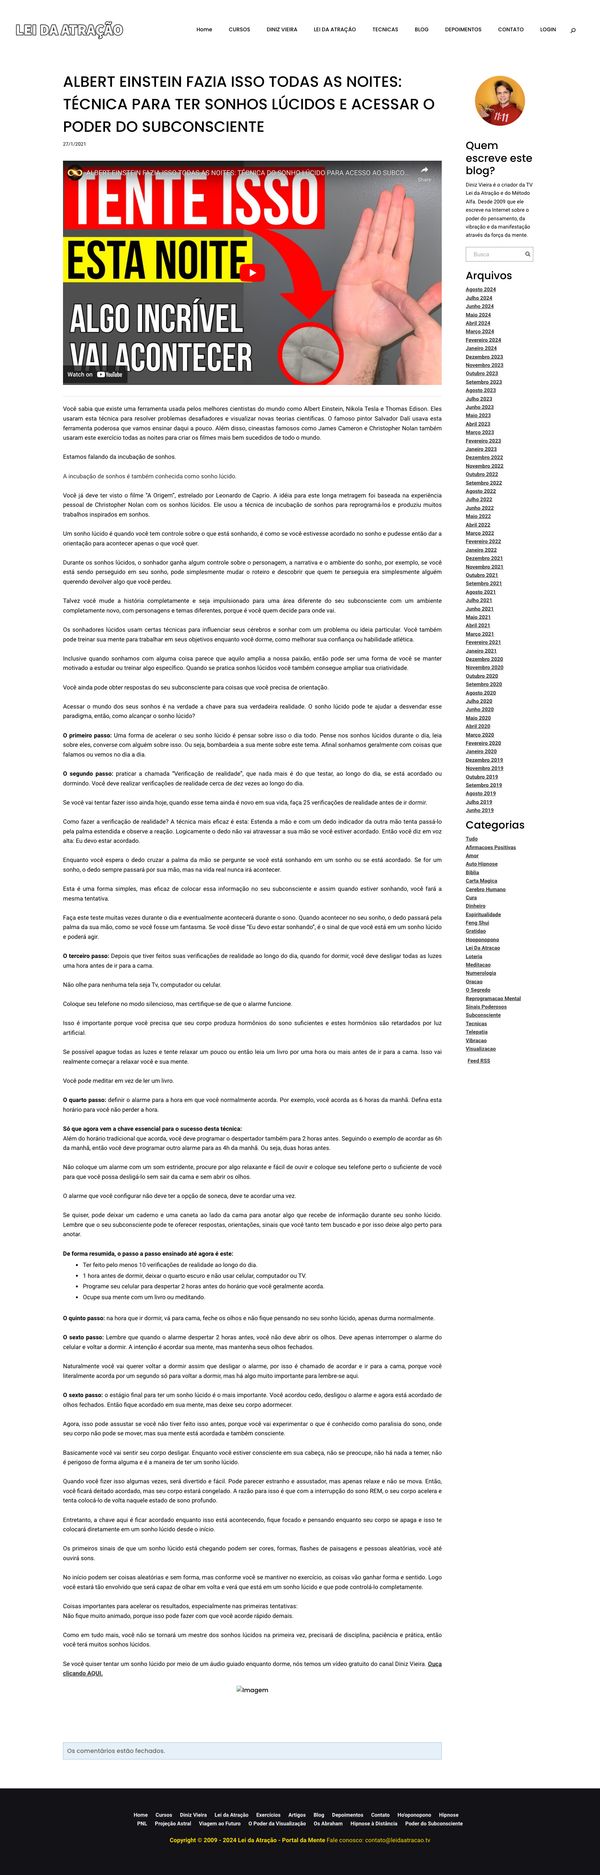 LEI DA ATRAÇÃO
Home CURSOS DINIZ VIEIRA LEI DA ATRAÇÃO TECNICAS BLOG DEPOIMENTOS CONTATO LOGIN
ALBERT EINSTEIN FAZIA ISSO TODAS AS NOITES:
TÉCNICA PARA TER SONHOS LÚCIDOS E ACESSAR O
PODER DO SUBCONSCIENTE
27/1/2021
ALBERT EINSTEIN FAZIA ISSO TODAS AS NOITES: TÉCNICA DO SONHO LÚCIDO PARA ACESSO AO SUBCO...
Share
TENTE ISSO
ESTA NOITE
ALGO INCRÍVEL
VAI ACONTECER
Watch on YouTube
Você sabia que existe uma ferramenta usada pelos melhores cientistas do mundo como Albert Einstein, Nikola Tesla e Thomas Edison. Eles
usaram esta técnica para resolver problemas desafiadores e visualizar novas teorias científicas. O famoso pintor Salvador Dalí usava esta
ferramenta poderosa que vamos ensinar daqui a pouco. Além disso, cineastas famosos como James Cameron e Christopher Nolan também
usaram este exercício todas as noites para criar os filmes mais bem sucedidos de todo o mundo.
Estamos falando da incubação de sonhos.
A incubação de sonhos é também conhecida como sonho lúcido.
Você já deve ter visto o filme "A Origem", estrelado por Leonardo de Caprio. A idéia para este longa metragem foi baseada na experiência
pessoal de Christopher Nolan com os sonhos lúcidos. Ele usou a técnica de incubação de sonhos para reprogramá-los e produziu muitos
trabalhos inspirados em sonhos.
Um sonho lúcido é quando você tem controle sobre o que está sonhando, é como se você estivesse acordado no sonho e pudesse então dar a
orientação para acontecer apenas o que você quer.
Durante os sonhos lúcidos, o sonhador ganha algum controle sobre o personagem, a narrativa e o ambiente do sonho, por exemplo, se você
está sendo perseguido em seu sonho, pode simplesmente mudar o roteiro e descobrir que quem te perseguia era simplesmente alguém
querendo devolver algo que você perdeu.
Talvez você mude a história completamente e seja impulsionado para uma área diferente do seu subconsciente com um ambiente
completamente novo, com personagens e temas diferentes, porque é você quem decide para onde vai.
Os sonhadores lúcidos usam certas técnicas para influenciar seus cérebros e sonhar com um problema ou ideia particular. Você também
pode treinar sua mente para trabalhar em seus objetivos enquanto você dorme, como melhorar sua confiança ou habilidade atlética.
Inclusive quando sonhamos com alguma coisa parece que aquilo amplia a nossa paixão, então pode ser uma forma de você se manter
motivado a estudar ou treinar algo específico. Quando se pratica sonhos lúcidos você também consegue ampliar sua criatividade.
Você ainda pode obter respostas do seu subconsciente para coisas que você precisa de orientação.
Acessar o mundo dos seus sonhos é na verdade a chave para sua verdadeira realidade. O sonho lúcido pode te ajudar a desvendar esse
paradigma, então, como alcançar o sonho lúcido?
O primeiro passo: Uma forma de acelerar o seu sonho lúcido é pensar sobre isso o dia todo. Pense nos sonhos lúcidos durante o dia, leia
sobre eles, converse com alguém sobre isso. Ou seja, bombardeia a sua mente sobre este tema. Afinal sonhamos geralmente com coisas que
falamos ou vemos no dia a dia.
O segundo passo: praticar a chamada "Verificação de realidade", que nada mais é do que testar, ao longo do dia, se está acordado ou
dormindo. Você deve realizar verificações de realidade cerca de dez vezes ao longo do dia.
Se você vai tentar fazer isso ainda hoje, quando esse tema ainda é novo em sua vida, faça 25 verificações de realidade antes de ir dormir.
Como fazer a verificação de realidade? A técnica mais eficaz é esta: Estenda a mão e com um dedo indicador da outra mão tenta passá-lo
pela palma estendida e observe a reação. Logicamente o dedo não vai atravessar a sua mão se você estiver acordado. Então você diz em voz
alta: Eu devo estar acordado.
Enquanto você espera o dedo cruzar a palma da mão se pergunte se você está sonhando em um sonho ou se está acordado. Se for um
sonho, o dedo sempre passará por sua mão, mas na vida real nunca irá acontecer.
Esta é uma forma simples, mas eficaz de colocar essa informação no seu subconsciente e assim quando estiver sonhando, você fará a
mesma tentativa.
Faça este teste muitas vezes durante o dia e eventualmente acontecerá durante o sono. Quando acontecer no seu sonho, o dedo passará pela
palma da sua mão, como se você fosse um fantasma. Se você disse "Eu devo estar sonhando", é o sinal de que você está em um sonho lúcido
e poderá agir.
O terceiro passo: Depois que tiver feitos suas verificações de realidade ao longo do dia, quando for dormir, você deve desligar todas as luzes
uma hora antes de ir para a cama.
Não olhe para nenhuma tela seja Tv, computador ou celular.
Coloque seu telefone no modo silencioso, mas certifique-se de que o alarme funcione.
Isso é importante porque você precisa que seu corpo produza hormônios do sono suficientes e estes hormônios são retardados por luz
artificial.
Se possível apague todas as luzes e tente relaxar um pouco ou então leia um livro por uma hora ou mais antes de ir para a cama. Isso vai
realmente começar a relaxar você e sua mente.
Você pode meditar em vez de ler um livro.
O quarto passo: definir o alarme para a hora em que você normalmente acorda. Por exemplo, você acorda as 6 horas da manhã. Defina esta
horário para você não perder a hora.
Só que agora vem a chave essencial para o sucesso desta técnica:
Além do horário tradicional que acorda, você deve programar o despertador também para 2 horas antes. Seguindo o exemplo de acordar as 6h
da manhã, então você deve programar outro alarme para as 4h da manhã. Ou seja, duas horas antes.
Não coloque um alarme com um som estridente, procure por algo relaxante e fácil de ouvir e coloque seu telefone perto o suficiente de você
para que você possa desligá-lo sem sair da cama e sem abrir os olhos.
O alarme que você configurar não deve ter a opção de soneca, deve te acordar uma vez.
Se quiser, pode deixar um caderno e uma caneta ao lado da cama para anotar algo que recebe de informação durante seu sonho lúcido.
Lembre que o seu subconsciente pode te oferecer respostas, orientações, sinais que você tanto tem buscado e por isso deixe algo perto para
anotar.
De forma resumida, o passo a passo ensinado até agora é este:
• Ter feito pelo menos 10 verificações de realidade ao longo do dia.
• 1 hora antes de dormir, deixar o quarto escuro e não usar celular, computador ou TV.
• Programe seu celular para despertar 2 horas antes do horário que você geralmente acorda.
• Ocupe sua mente com um livro ou meditando.
O quinto passo: na hora que ir dormir, vá para cama, feche os olhos e não fique pensando no seu sonho lúcido, apenas durma normalmente.
O sexto passo: Lembre que quando o alarme despertar 2 horas antes, você não deve abrir os olhos. Deve apenas interromper o alarme do
celular e voltar a dormir. A intenção é acordar sua mente, mas mantenha seus olhos fechados.
Naturalmente você vai querer voltar a dormir assim que desligar o alarme, por isso é chamado de acordar e ir para a cama, porque você
literalmente acorda por um segundo só para voltar a dormir, mas há algo muito importante para lembre-se aqui.
O sexto passo: o estágio final para ter um sonho lúcido é o mais importante. Você acordou cedo, desligou o alarme e agora está acordado de
olhos fechados. Então fique acordado em sua mente, mas deixe seu corpo adormecer.
Agora, isso pode assustar se você não tiver feito isso antes, porque você vai experimentar o que é conhecido como paralisia do sono, onde
seu corpo não pode se mover, mas sua mente está acordada e também consciente.
Basicamente você vai sentir seu corpo desligar. Enquanto você estiver consciente em sua cabeça, não se preocupe, não há nada a temer, não
é perigoso de forma alguma e é a maneira de ter um sonho lúcido.
Quando você fizer isso algumas vezes, será divertido e fácil. Pode parecer estranho e assustador, mas apenas relaxe e não se mova. Então,
você ficará deitado acordado, mas seu corpo estará congelado. A razão para isso é que com a interrupção do sono REM, o seu corpo acelera e
tenta colocá-lo de volta naquele estado de sono profundo.
Entretanto, a chave aqui é ficar acordado enquanto isso está acontecendo, fique focado e pensando enquanto seu corpo se apaga e isso te
colocará diretamente em um sonho lúcido desde o início.
Os primeiros sinais de que um sonho lúcido está chegando podem ser cores, formas, flashes de paisagens e pessoas aleatórias, você até
ouvirá sons.
No início podem ser coisas aleatórias e sem forma, mas conforme você se mantiver no exercício, as coisas vão ganhar forma e sentido. Logo
você estará tão envolvido que será capaz de olhar em volta e verá que está em um sonho lúcido e que pode controlá-lo completamente.
Coisas importantes para acelerar os resultados, especialmente nas primeiras tentativas:
Não fique muito animado, porque isso pode fazer com que você acorde rápido demais.
Como em tudo mais, você não se tornará um mestre dos sonhos lúcidos na primeira vez, precisará de disciplina, paciência e prática, então
você terá muitos sonhos lúcidos.
Se você quiser tentar um sonho lúcido por meio de um áudio guiado enquanto dorme, nós temos um vídeo gratuito do canal Diniz Vieira. Ouça
clicando AQUI.
Imagem
Os comentários estão fechados.
11:11
Quem
escreve este
blog?
Diniz Vieira é o criador da TV
Lei da Atração e do Método
Alfa. Desde 2009 que ele
escreve na Internet sobre o
poder do pensamento, da
vibração e da manifestação
através da força da mente.
Busca
Arquivos
Agosto 2024
Julho 2024
Junho 2024
Maio 2024
Abril 2024
Março 2024
Fevereiro 2024
Janeiro 2024
Dezembro 2023
Novembro 2023
Outubro 2023
Setembro 2023
Agosto 2023
Julho 2023
Junho 2023
Maio 2023
Abril 2023
Março 2023
Fevereiro 2023
Janeiro 2023
Dezembro 2022
Novembro 2022
Outubro 2022
Setembro 2022
Agosto 2022
Julho 2022
Junho 2022
Maio 2022
Abril 2022
Março 2022
Fevereiro 2022
Janeiro 2022
Dezembro 2021
Novembro 2021
Outubro 2021
Setembro 2021
Agosto 2021
Julho 2021
Junho 2021
Maio 2021
Abril 2021
Março 2021
Fevereiro 2021
Janeiro 2021
Dezembro 2020
Novembro 2020
Outubro 2020
Setembro 2020
Agosto 2020
Julho 2020
Junho 2020
Maio 2020
Abril 2020
Março 2020
Fevereiro 2020
Janeiro 2020
Dezembro 2019
Novembro 2019
Outubro 2019
Setembro 2019
Agosto 2019
Julho 2019
Junho 2019
Categorias
Tudo
Afirmacoes Positivas
Amor
Auto Hipnose
Biblia
Carta Magica
Cerebro Humano
Cura
Dinheiro
Espiritualidade
Feng Shui
Gratidao
Hooponopono
Lei Da Atracao
Loteria
Meditacao
Numerologia
Oracao
O Segredo
Reprogramacao Mental
Sinais Poderosos
Subconsciente
Tecnicas
Telepatia
Vibracao
Visualizacao
Feed RSS
Home Cursos Diniz Vieira Lei da Atração Exercícios Artigos Blog Depoimentos Contato Ho'oponopono Hipnose
PNL Projeção Astral Viagem ao Futuro O Poder da Visualização Os Abraham Hipnose à Distância Poder do Subconsciente
Copyright © 2009 - 2024 Lei da Atração - Portal da Mente Fale conosco: contato@leidaatracao.tv